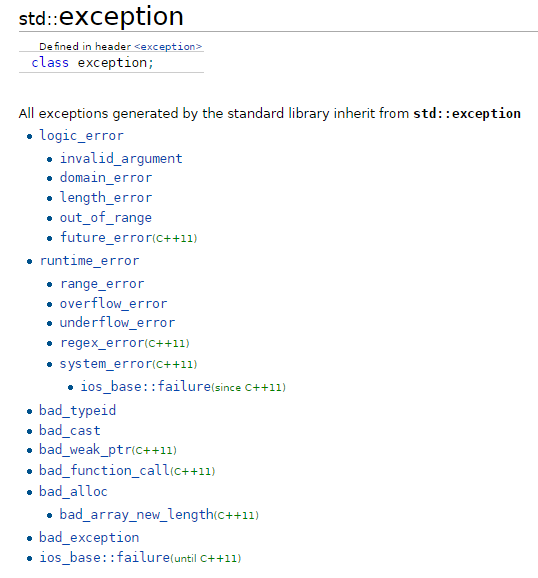 std::exception
Defined in header <exception>
class exception;
All exceptions generated by the standard library inherit from std::exception
logic_error
invalid_argument
domain_error
length_error
out_of_range
future_error(C++11)
runtime_error
range_error
overflow_error
underflow_error
regex_error(C++11)
system_error(C++11)
ios_base::failure(since C++11)
bad_typeid
bad_cast
bad_weak_ptr(C++11)
bad_function_call(C++11)
bad_alloc
bad_array_new_length(C++11)
bad_exception
ios_base::failure(until C++11)